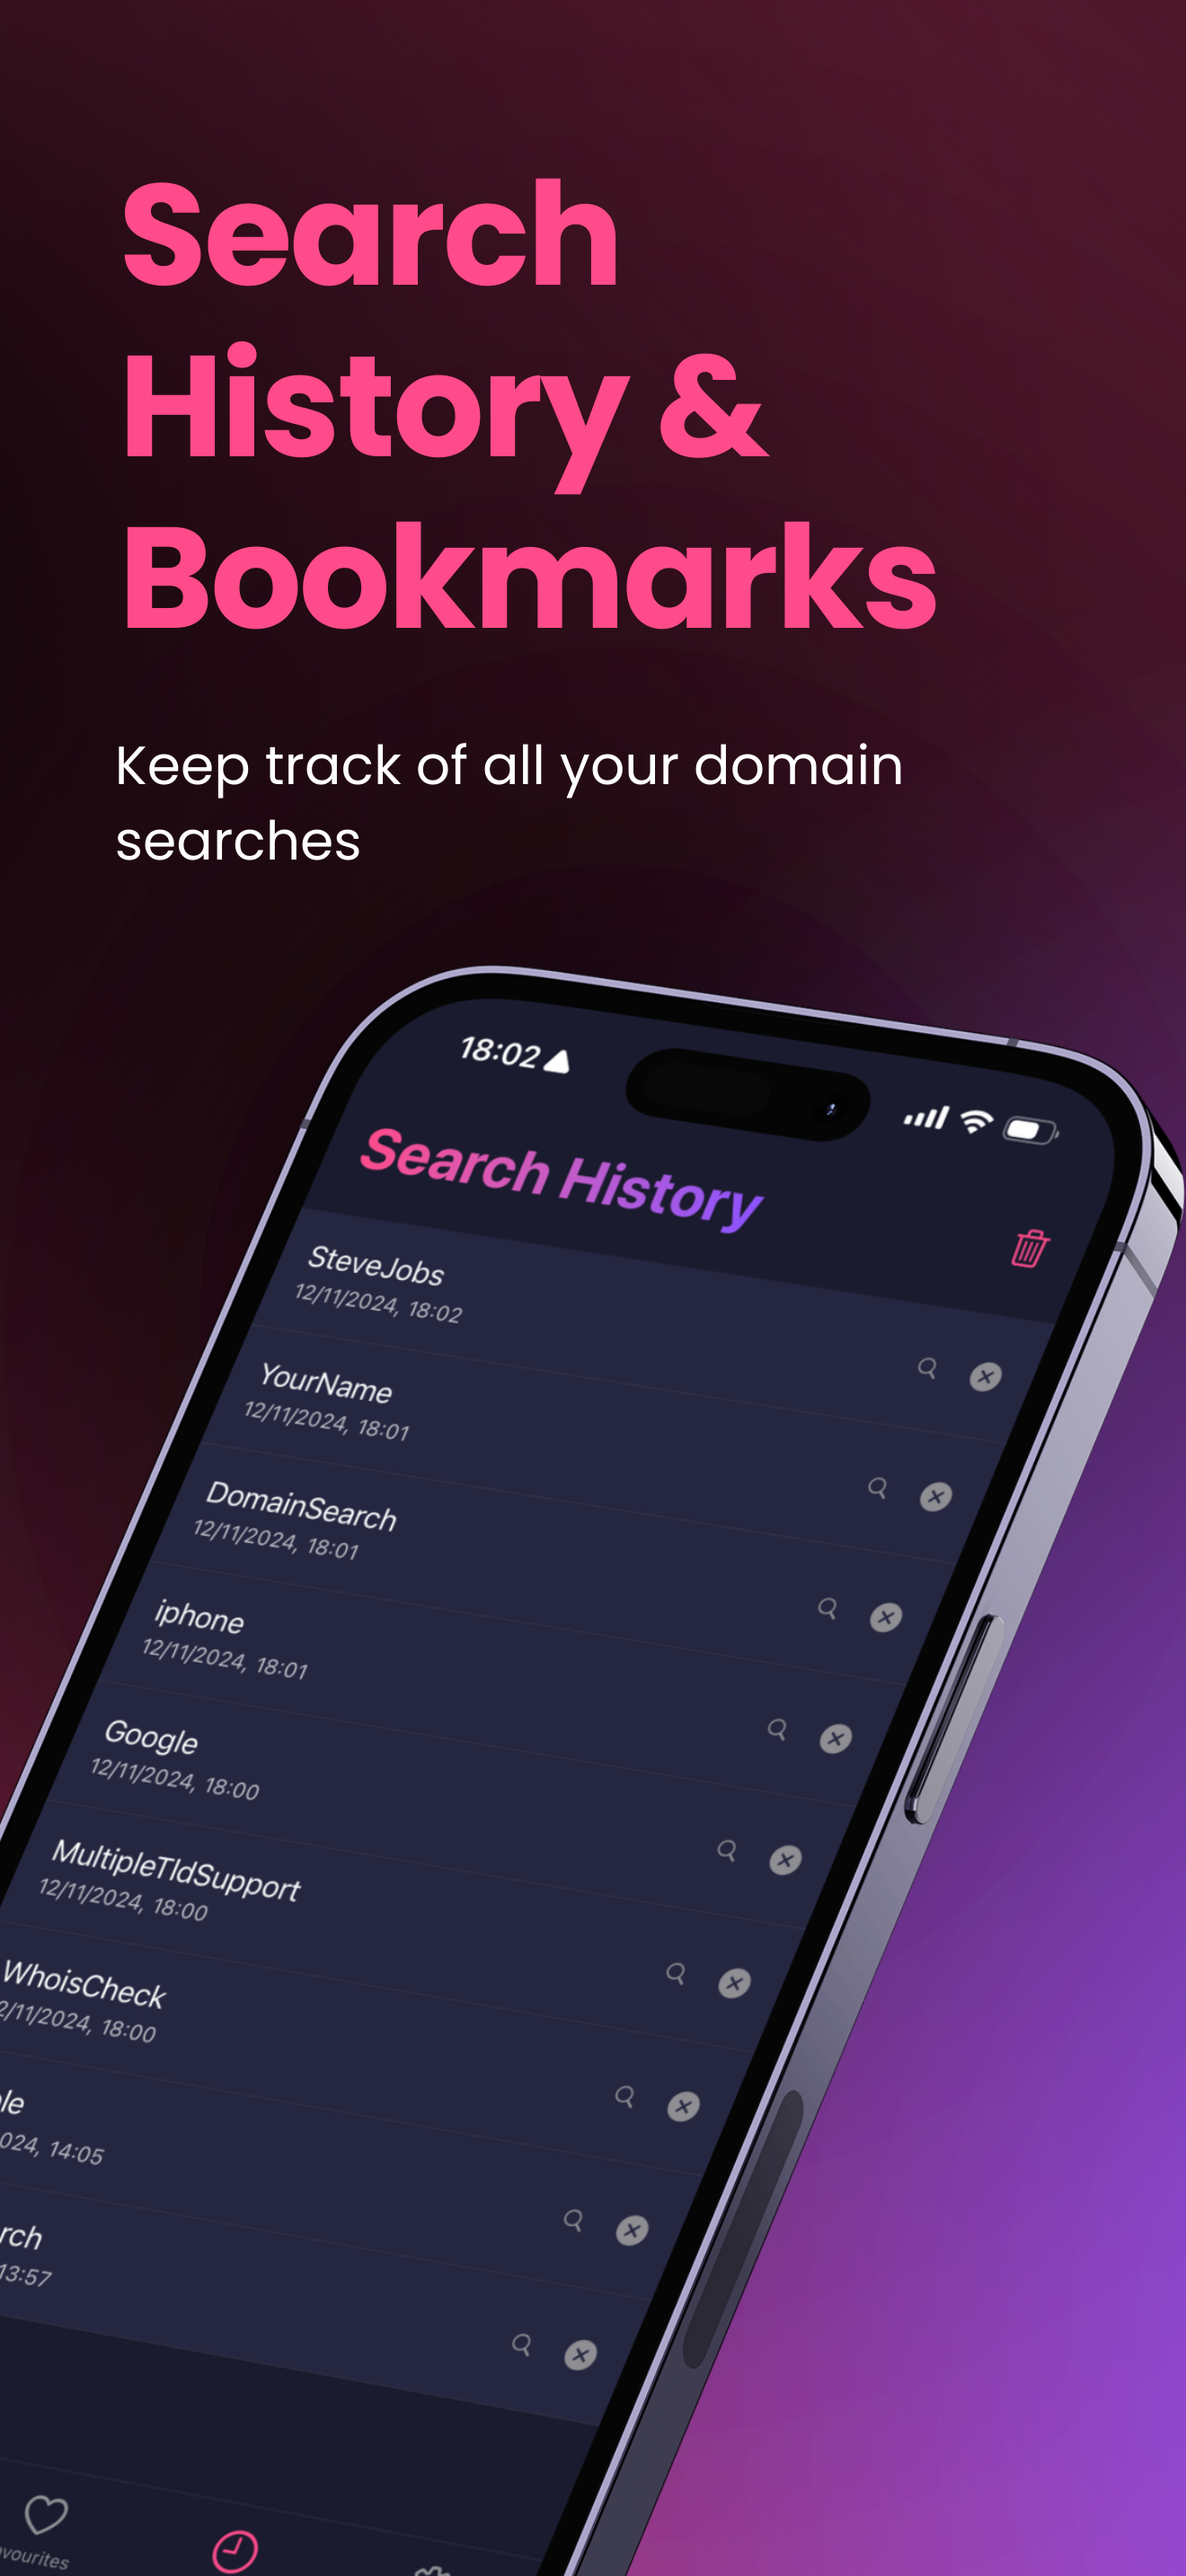 Search
History &
Bookmarks
Keep track of all your domain
searches
18:02
Search History
SteveJobs
12/11/2024, 18:02
YourName
12/11/2024, 18:01
DomainSearch
12/11/2024, 18:01
iphone
12/11/2024, 18:01
Google
12/11/2024, 18:00
MultipleTldSupport
12/11/2024, 18:00
WhoisCheck
2/11/2024, 18:00
le
024, 14:05
rch
13:57
vourites